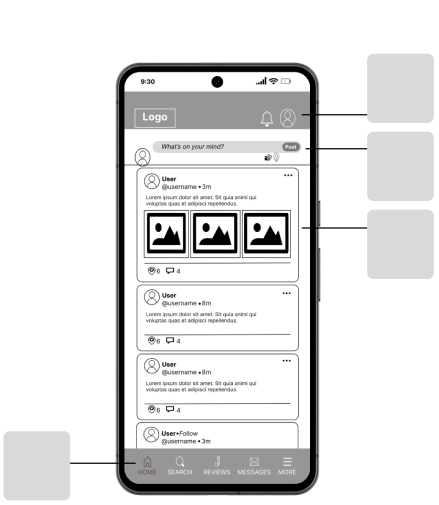 9:30
Logo
What's on your mind?
Post
User
@username • 3m
Lorem ipsum dolor sit amet. Sit quia animi qui
voluptas quas et adipisci repellendus.
6 4
User
@username • 8m
Lorem ipsum dolor sit amet. Sit quia animi qui
voluptas quas et adipisci repellendus.
6 4
User
@username • 8m
Lorem ipsum dolor sit amet. Sit quia animi qui
voluptas quas et adipisci repellendus.
6 4
User•Follow
@username • 3m
HOME SEARCH REVIEWS MESSAGES MORE